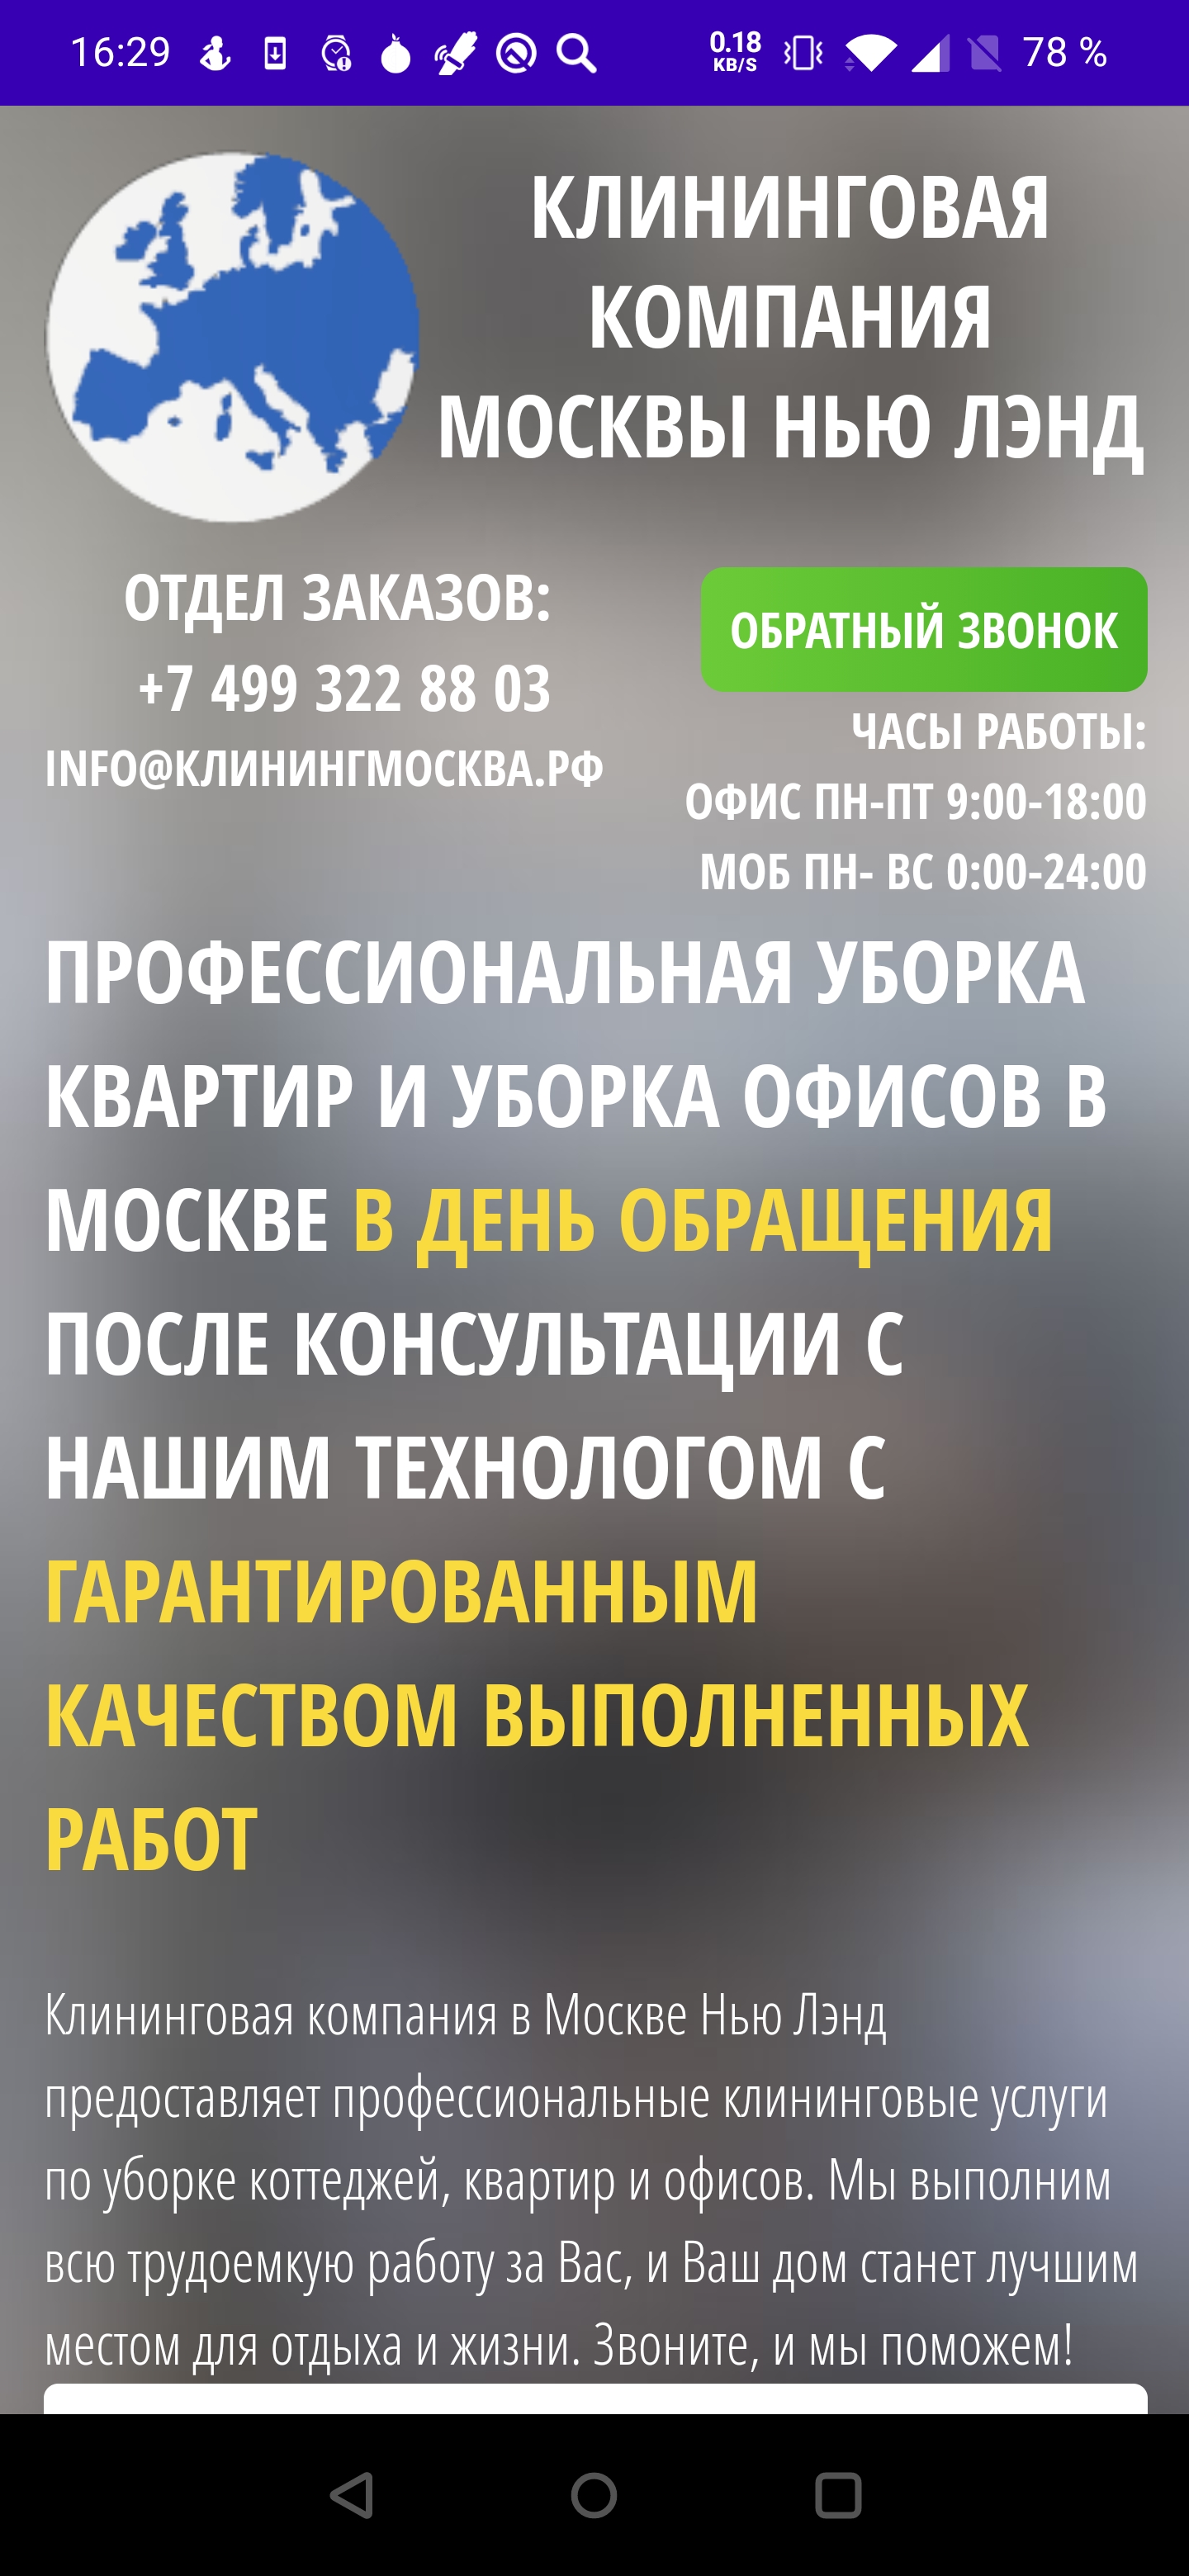 16:29
0.18
KB/S
78 %
КЛИНИНГОВАЯ
КОМПАНИЯ
МОСКВЫ НЬЮ ЛЭНД
ОТДЕЛ ЗАКАЗОВ:
+7 499 322 88 03
INFO@КЛИНИНГМОСКВА.РФ
ОБРАТНЫЙ ЗВОНОК
ЧАСЫ РАБОТЫ:
ОФИС ПН-ПТ 9:00-18:00
МОБ ПН- ВС 0:00-24:00
ПРОФЕССИОНАЛЬНАЯ УБОРКА
КВАРТИР И УБОРКА ОФИСОВ В
МОСКВЕ В ДЕНЬ ОБРАЩЕНИЯ
ПОСЛЕ КОНСУЛЬТАЦИИ С
НАШИМ ТЕХНОЛОГОМ С
ГАРАНТИРОВАННЫМ
КАЧЕСТВОМ ВЫПОЛНЕННЫХ
РАБОТ
Клининговая компания в Москве Нью Лэнд
предоставляет профессиональные клининговые услуги
по уборке коттеджей, квартир и офисов. Мы выполним
всю трудоемкую работу за Вас, и Ваш дом станет лучшим
местом для отдыха и жизни. Звоните, и мы поможем!